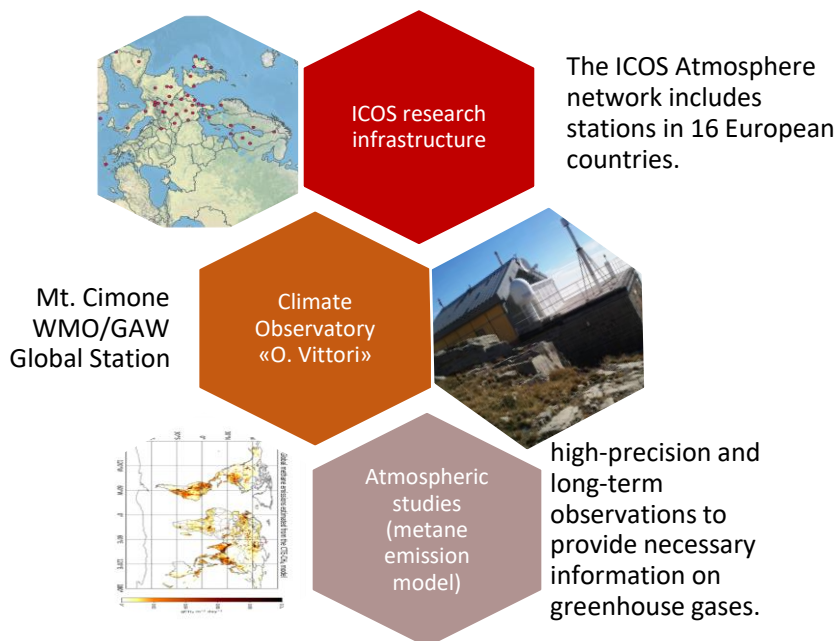 ICOS research
infrastructure
The ICOS Atmosphere
network includes
stations in 16 European
countries.
Mt. Cimone
WMO/GAW
Global Station
Climate
Observatory
«O. Vittori»
Atmospheric
studies
(metane
emission
model)
high-precision and
long-term
observations to
provide necessary
information on
greenhouse gases.